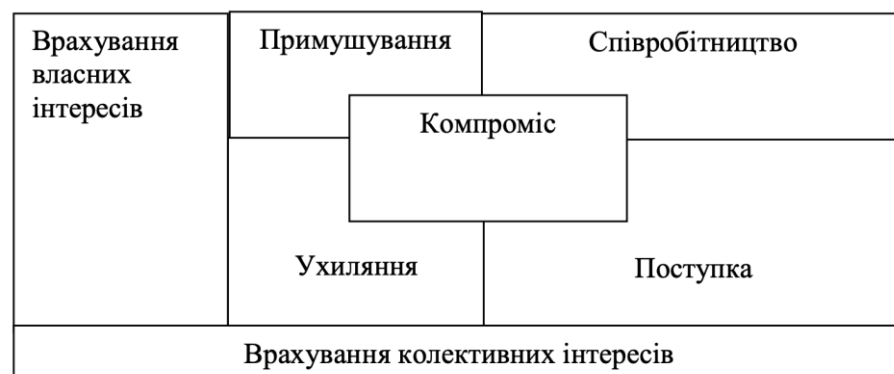 Врахування
власних
інтересів
Примушування
Співробітництво
Компроміс
Ухиляння
Поступка
Врахування колективних інтересів